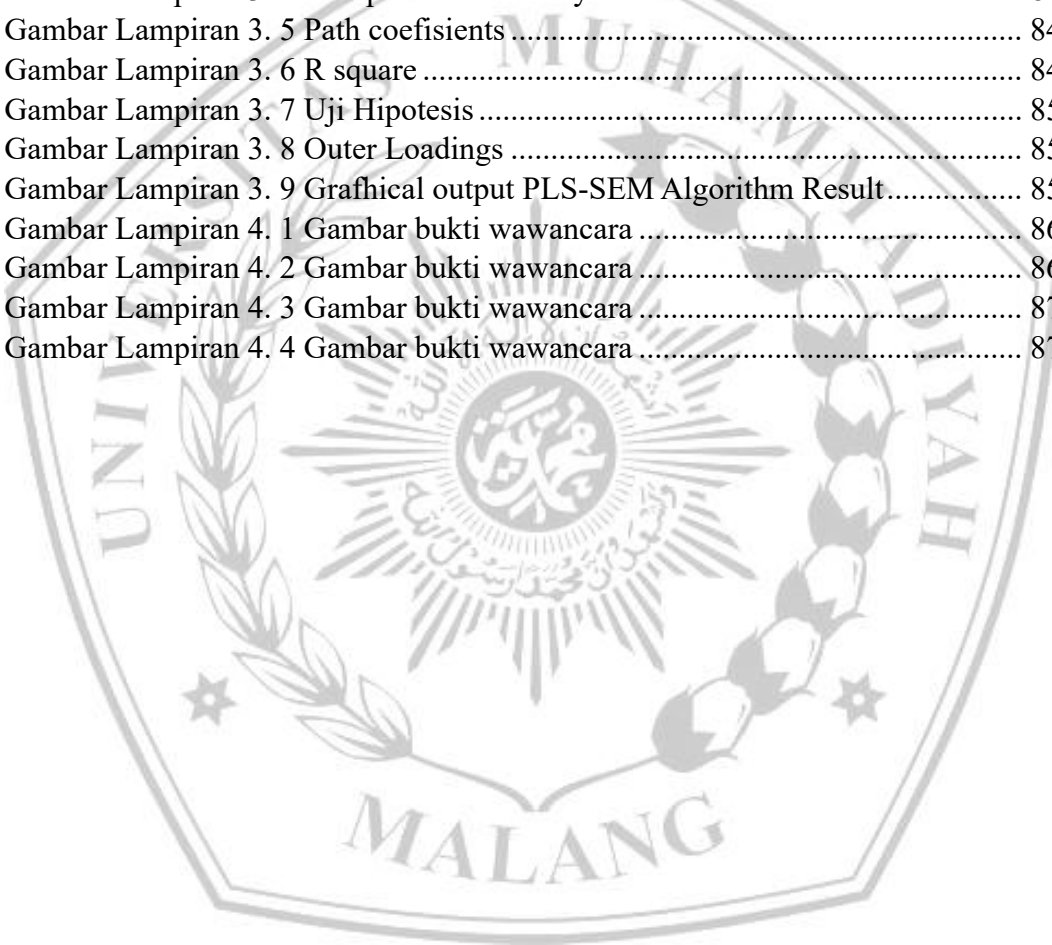 Gambar Lampiran 3. 5 Path coefisients ........ 84
Gambar Lampiran 3. 6 R square ........ 84
Gambar Lampiran 3. 7 Uji Hipotesis ........ 85
Gambar Lampiran 3. 8 Outer Loadings ........ 85
Gambar Lampiran 3. 9 Grafhical output PLS-SEM Algorithm Result ........ 85
Gambar Lampiran 4. 1 Gambar bukti wawancara ........ 86
Gambar Lampiran 4. 2 Gambar bukti wawancara ........ 86
Gambar Lampiran 4. 3 Gambar bukti wawancara ........ 87
Gambar Lampiran 4. 4 Gambar bukti wawancara ........ 87
UNIVERSITAS MUHAMMADIYAH
MALANG